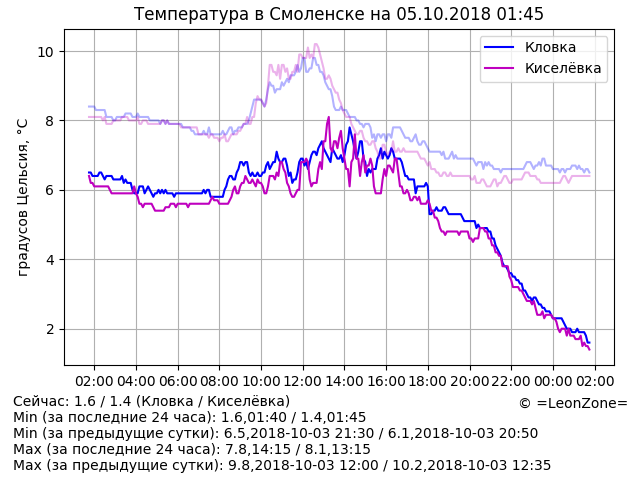 Температура в Смоленске на 05.10.2018 01:45
Кловка
Киселёвка
градусов Цельсия, °C
10
8
6
4
2
02:00 04:00 06:00 08:00 10:00 12:00 14:00 16:00 18:00 20:00 22:00 00:00 02:00
Сейчас: 1.6 / 1.4 (Кловка / Киселёвка)
© =LeonZone=
Min (за последние 24 часа): 1.6,01:40 / 1.4,01:45
Min (за предыдущие сутки): 6.5,2018-10-03 21:30 / 6.1,2018-10-03 20:50
Max (за последние 24 часа): 7.8,14:15 / 8.1,13:15
Max (за предыдущие сутки): 9.8,2018-10-03 12:00 / 10.2,2018-10-03 12:35